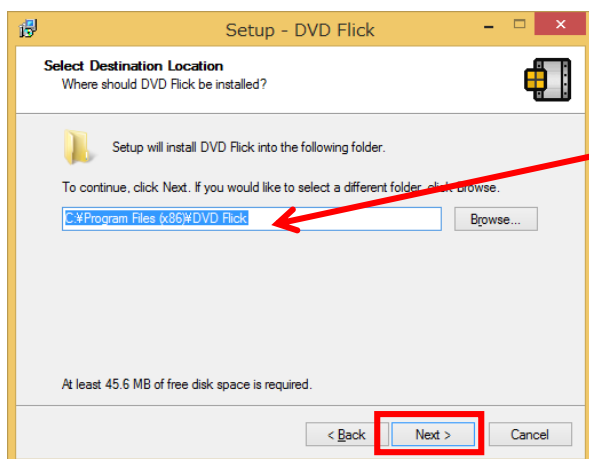 Setup - DVD Flick
Select Destination Location
Where should DVD Flick be installed?
Setup will install DVD Flick into the following folder.
To continue, click Next. If you would like to select a different folder, click Browse.
C:¥Program Files (x86)¥DVD Flick
Browse...
At least 45.6 MB of free disk space is required.
< Back
Next >
Cancel